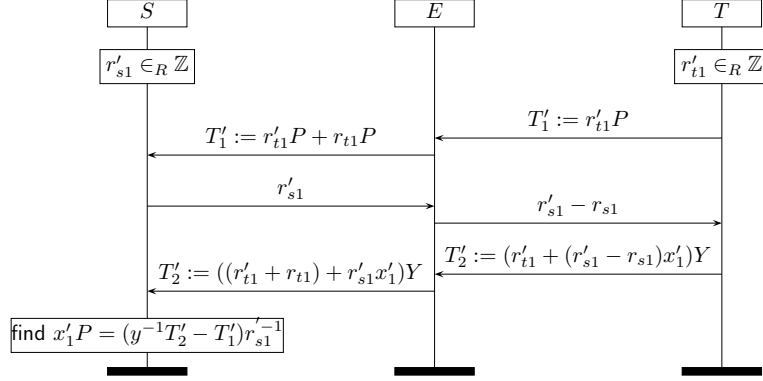 S E T
r′_{s1} ∈_R ℤ r′_{t1} ∈_R ℤ
T′_1 := r′_{t1}P
T′_1 := r′_{t1}P + r_{t1}P
r′_{s1}
r′_{s1} − r_{s1}
T′_2 := (r′_{t1} + (r′_{s1} − r_{s1})x′_1)Y
T′_2 := ((r′_{t1} + r_{t1}) + r′_{s1}x′_1)Y
find x′_1P = (y^{−1}T′_2 − T′_1)r_{s1}^{′−1}